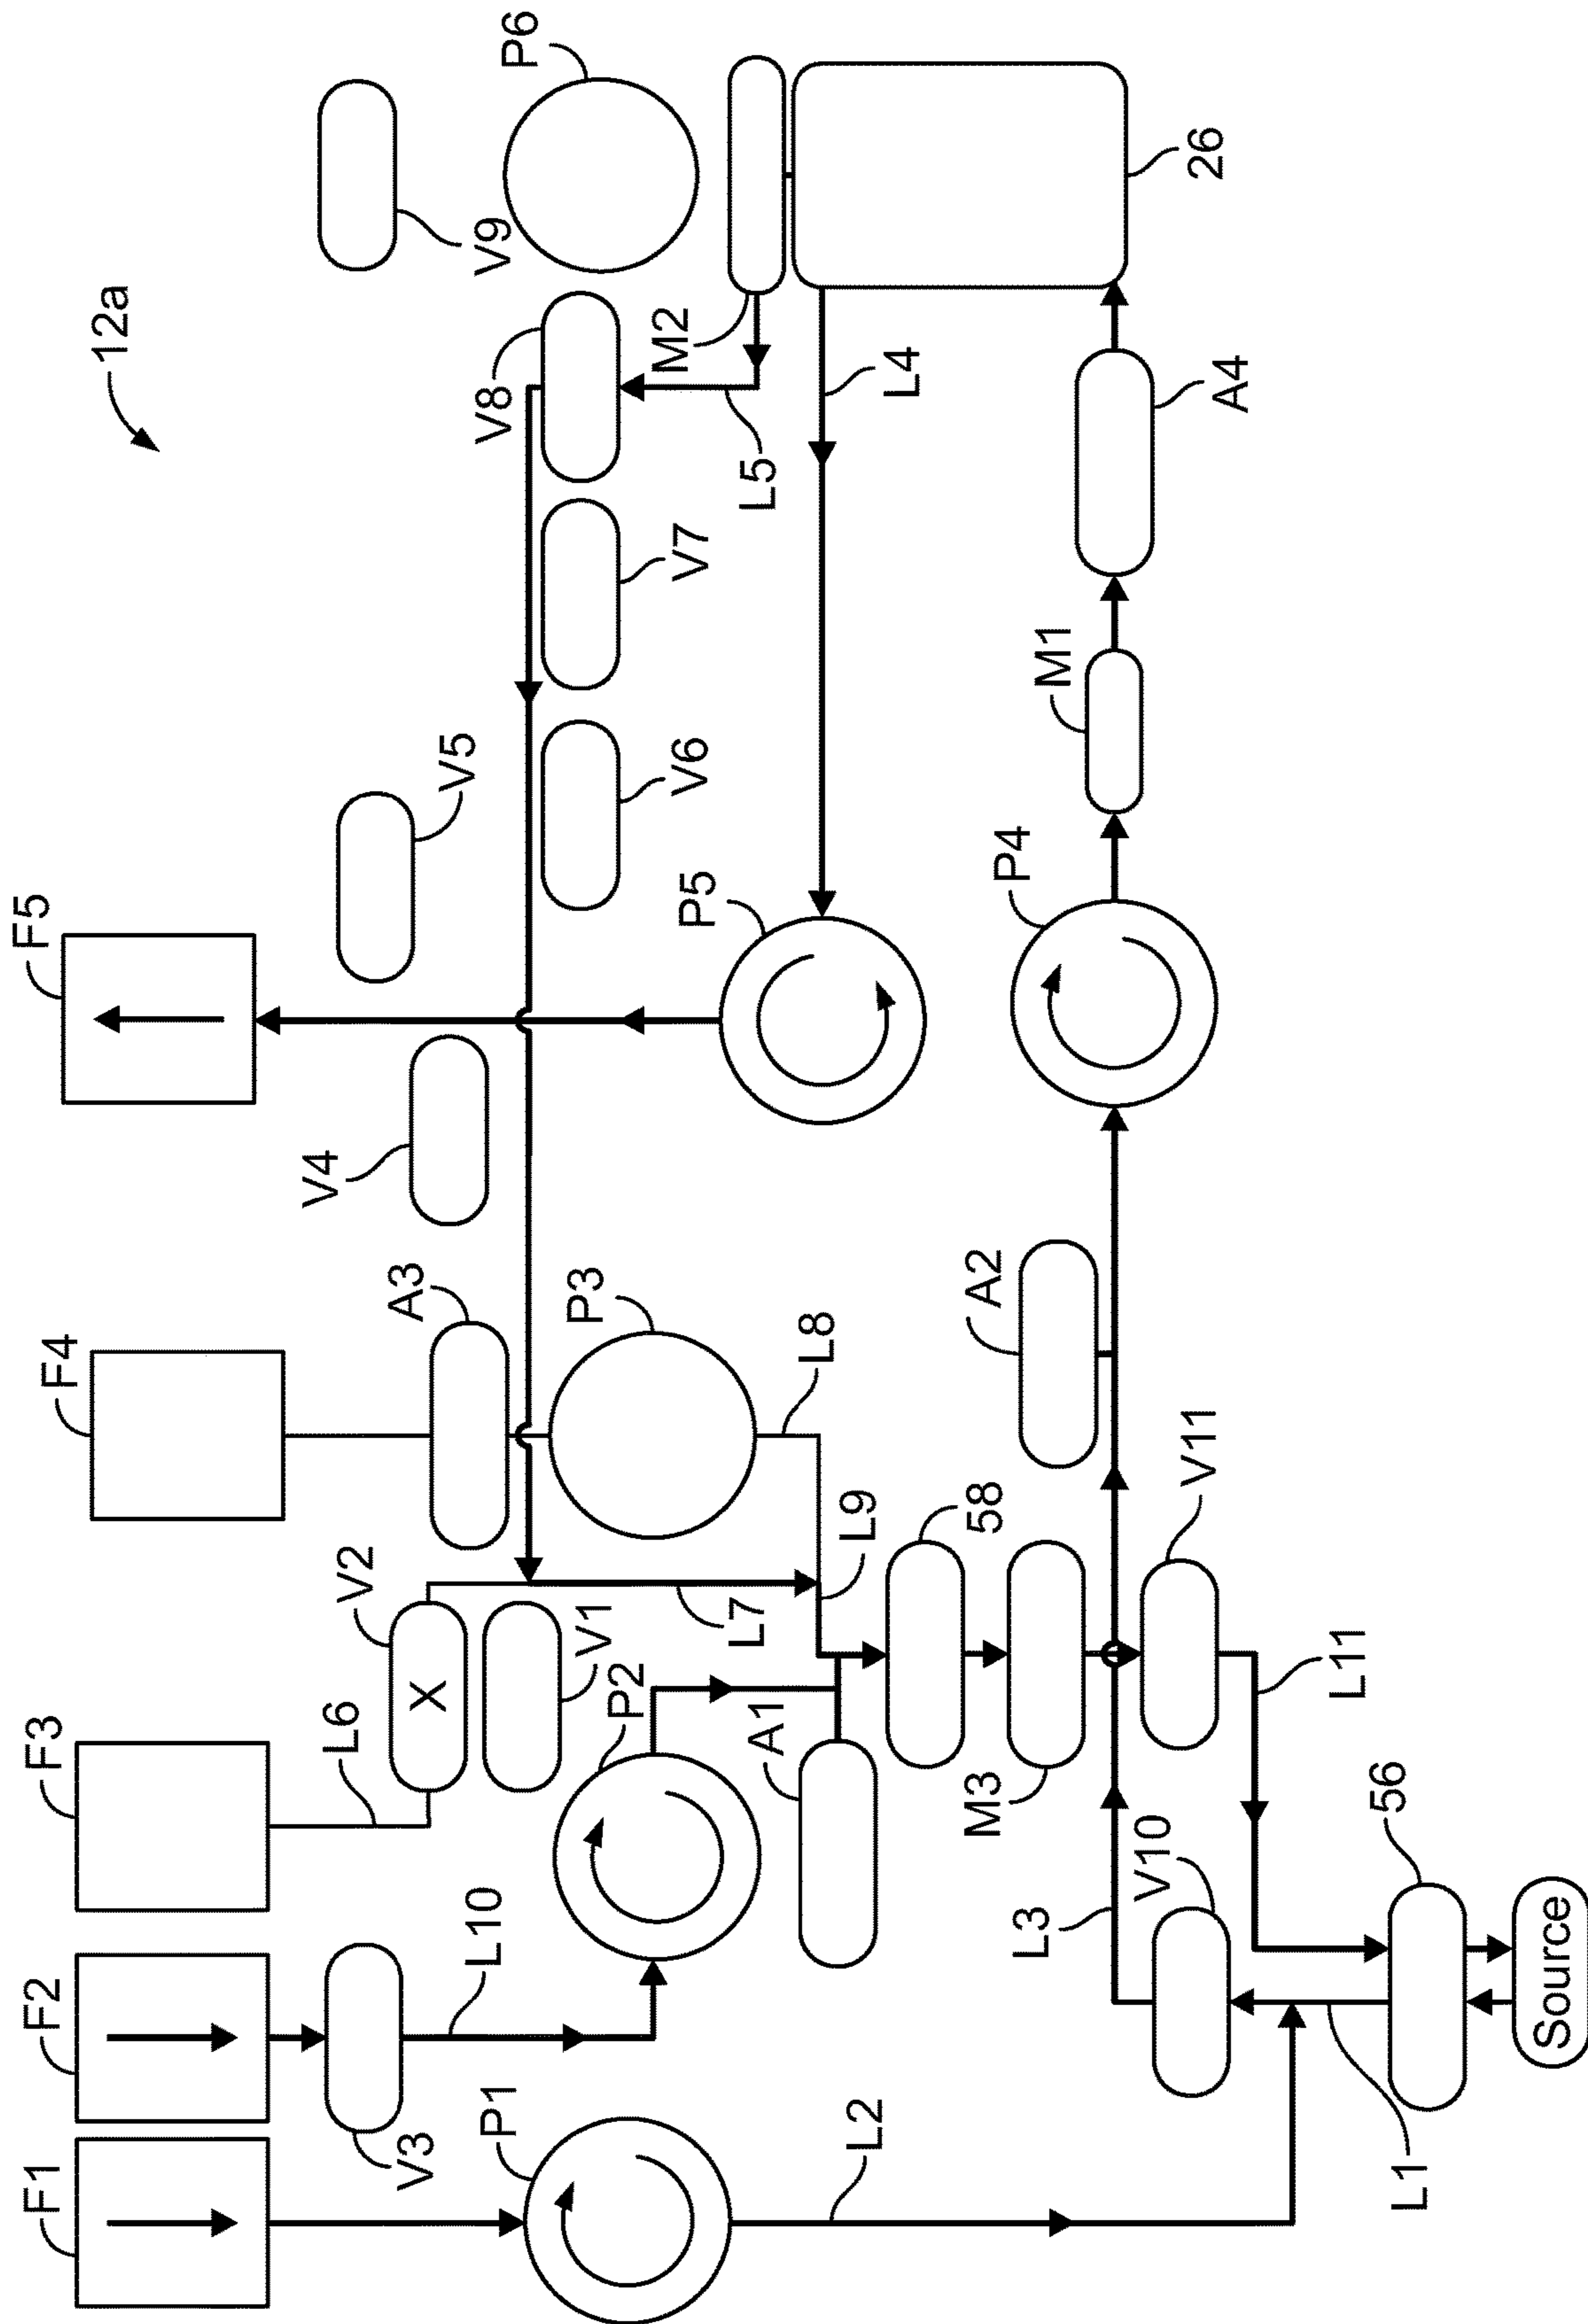 12a
F1
F2
F3
F4
F5
V3
L6
V2
X
A3
V4
V5
V9
P6
P1
L10
P2
V1
L7
P3
L8
V6
V7
V8
M2
L5
P5
L4
L2
A1
L9
58
26
M3
A2
P4
M1
A4
L3
V10
V11
L11
L1
56
Source